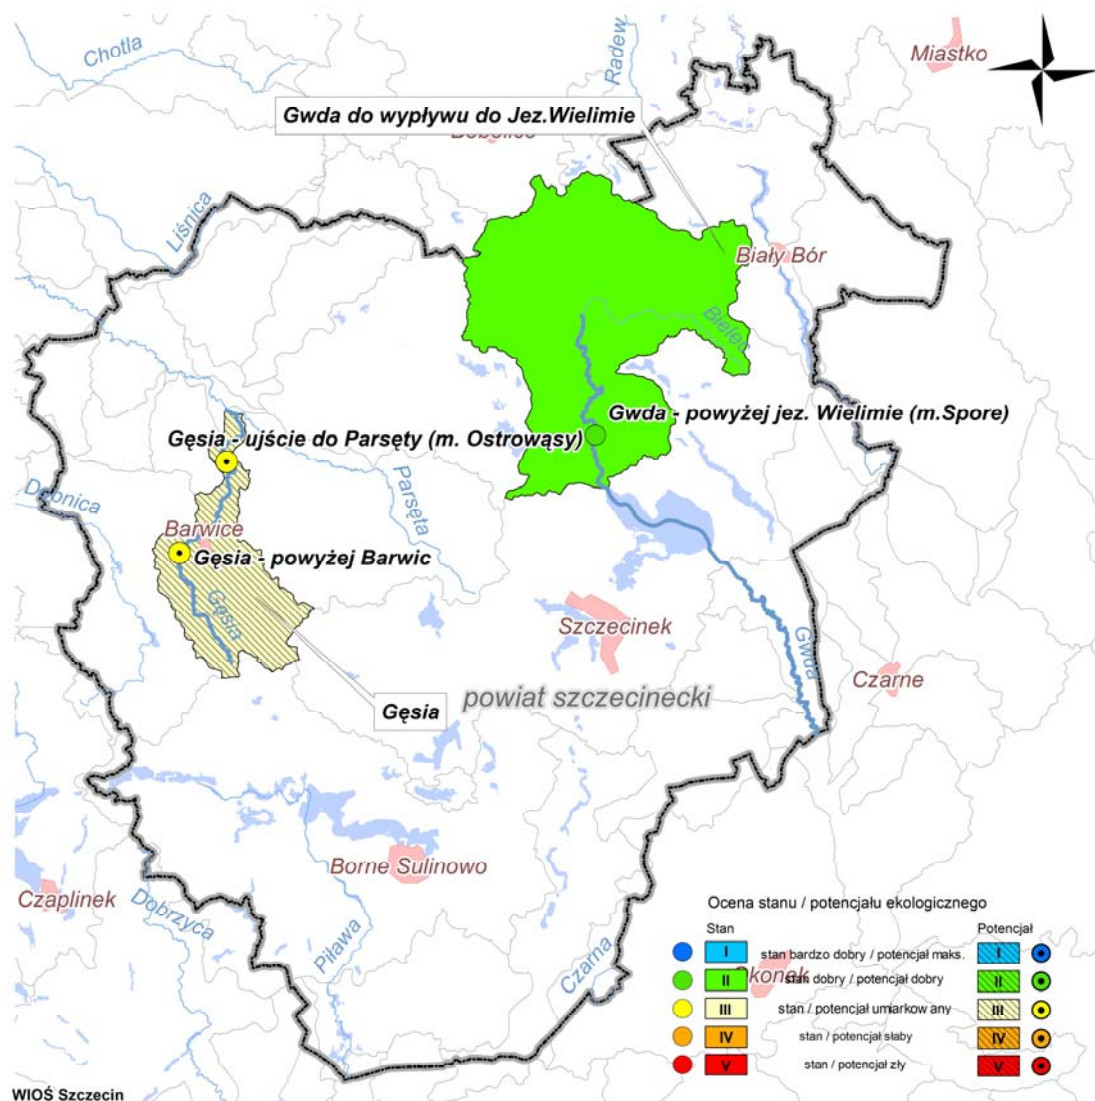 Chotla
Radew
Miastko
Gwda do wypływu do Jez.Wielimie
Liśnica
Biały Bór
Bielec
Gwda - powyżej jez. Wielimie (m.Spore)
Gęsia - ujście do Parsęty (m. Ostrowąsy)
Dębnica
Parsęta
Barwice
Gęsia - powyżej Barwic
Gęsia
Szczecinek
Gwda
Czarne
powiat szczecinecki
Gęsia
Borne Sulinowo
Czaplinek
Dobrzyca
Piława
Czarna
Okonek
Ocena stanu / potencjału ekologicznego
Stan Potencjał
I stan bardzo dobry / potencjał maks. I
II stan dobry / potencjał dobry II
III stan / potencjał umiarkow any III
IV stan / potencjał słaby IV
V stan / potencjał zły V
WIOŚ Szczecin